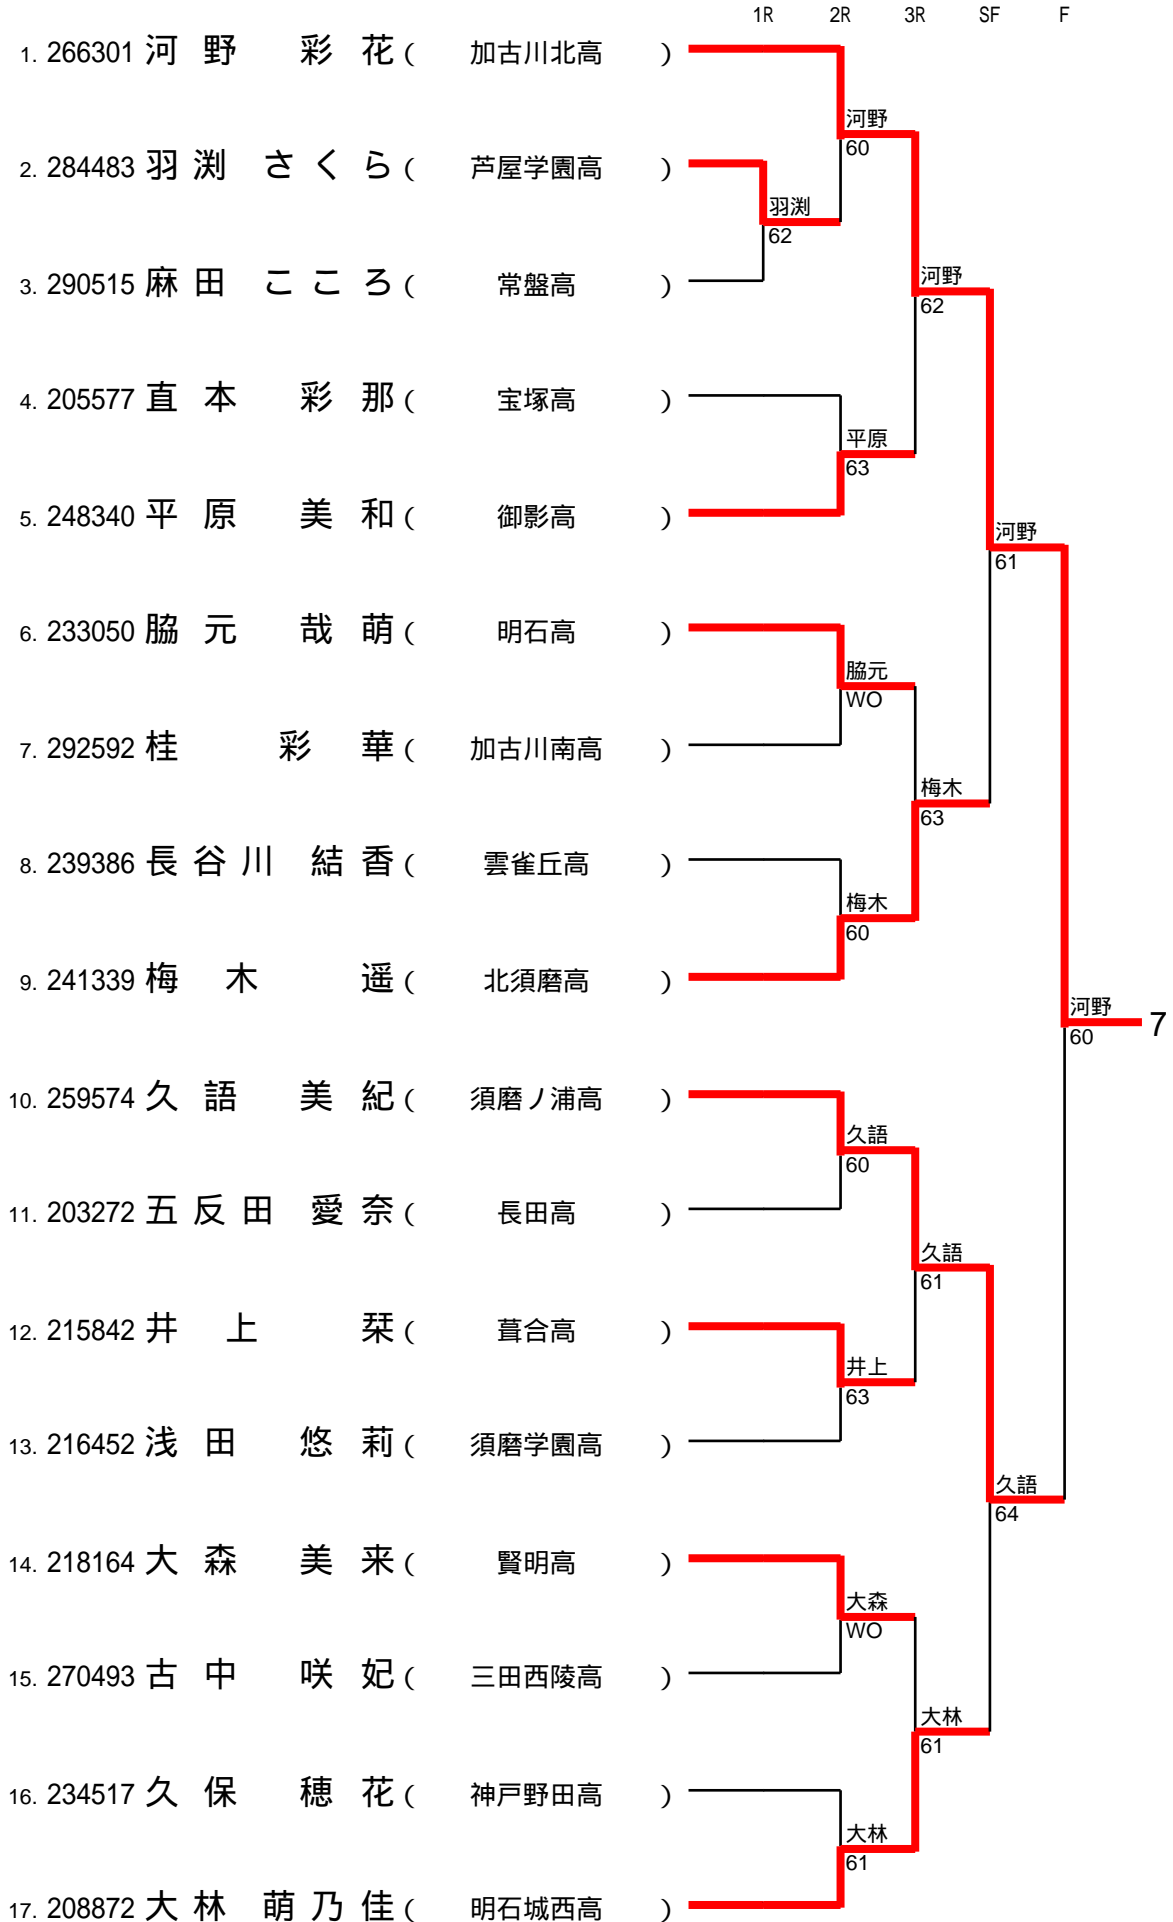 1R 2R 3R SF F
1. 266301 河野 彩花 ( 加古川北高 )
河野
60
2. 284483 羽渕 さくら ( 芦屋学園高 )
羽渕
62
3. 290515 麻田 こころ ( 常盤高 )
河野
62
4. 205577 直本 彩那 ( 宝塚高 )
平原
63
5. 248340 平原 美和 ( 御影高 )
河野
61
6. 233050 脇元 哉萌 ( 明石高 )
脇元
WO
7. 292592 桂 彩華 ( 加古川南高 )
梅木
63
8. 239386 長谷川 結香 ( 雲雀丘高 )
梅木
60
9. 241339 梅木 遥 ( 北須磨高 )
河野
60
7
10. 259574 久語 美紀 ( 須磨ノ浦高 )
久語
60
11. 203272 五反田 愛奈 ( 長田高 )
久語
61
12. 215842 井上 栞 ( 葺合高 )
井上
63
13. 216452 浅田 悠莉 ( 須磨学園高 )
久語
64
14. 218164 大森 美来 ( 賢明高 )
大森
WO
15. 270493 古中 咲妃 ( 三田西陵高 )
大林
61
16. 234517 久保 穂花 ( 神戸野田高 )
大林
61
17. 208872 大林 萌乃佳 ( 明石城西高 )